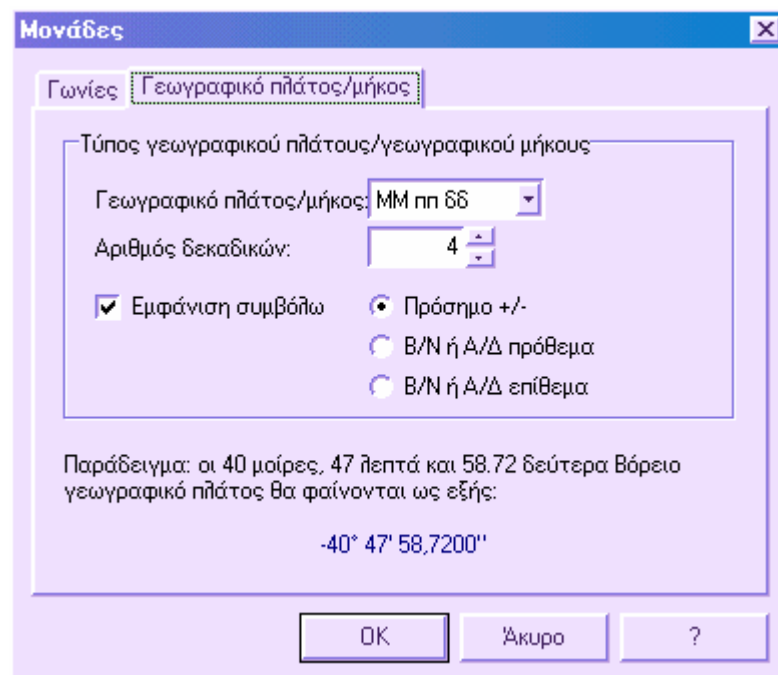 Μονάδες
Γωνίες
Γεωγραφικό πλάτος/μήκος
Τύπος γεωγραφικού πλάτους/γεωγραφικού μήκους
Γεωγραφικό πλάτος/μήκος: ΜΜ ππ δδ
Αριθμός δεκαδικών: 4
Εμφάνιση συμβόλω
Πρόσημο +/-
Β/Ν ή Α/Δ πρόθεμα
Β/Ν ή Α/Δ επίθεμα
Παράδειγμα: οι 40 μοίρες, 47 λεπτά και 58.72 δεύτερα Βόρειο
γεωγραφικό πλάτος θα φαίνονται ως εξής:
-40° 47' 58,7200"
OK
Άκυρο
?